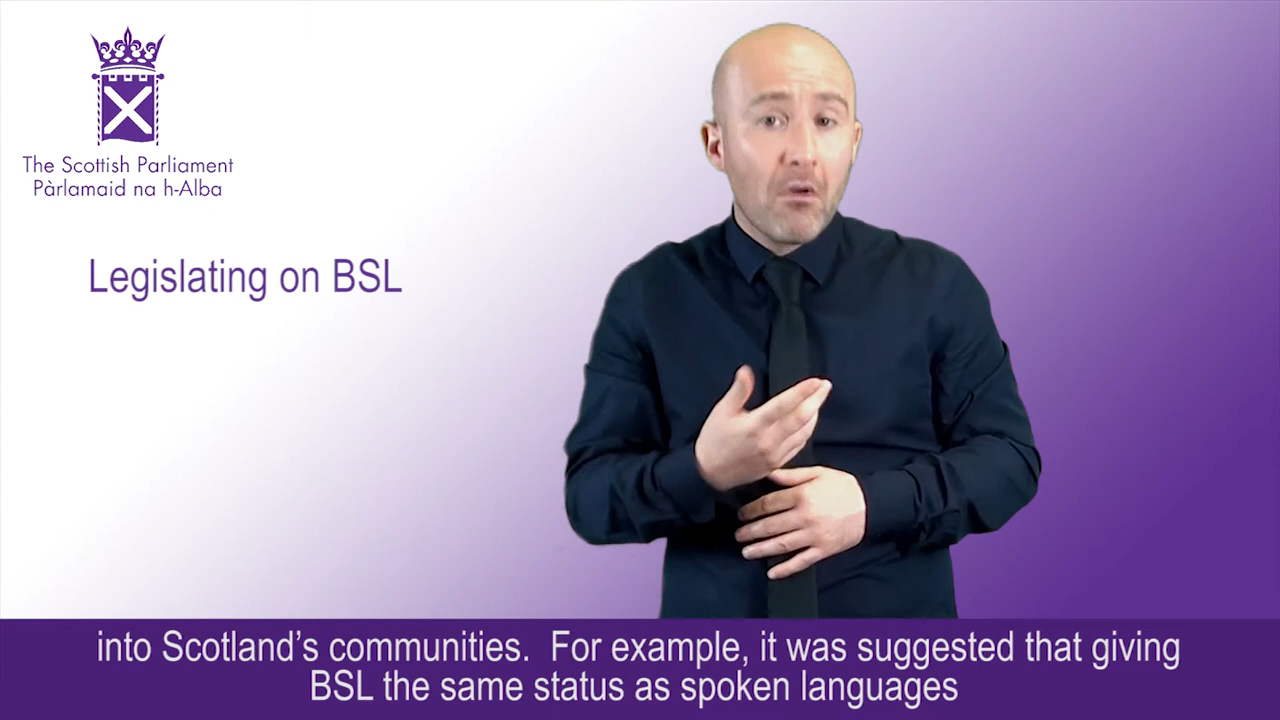 The Scottish Parliament
Pàrlamaid na h-Alba
Legislating on BSL
into Scotland’s communities.  For example, it was suggested that giving
BSL the same status as spoken languages